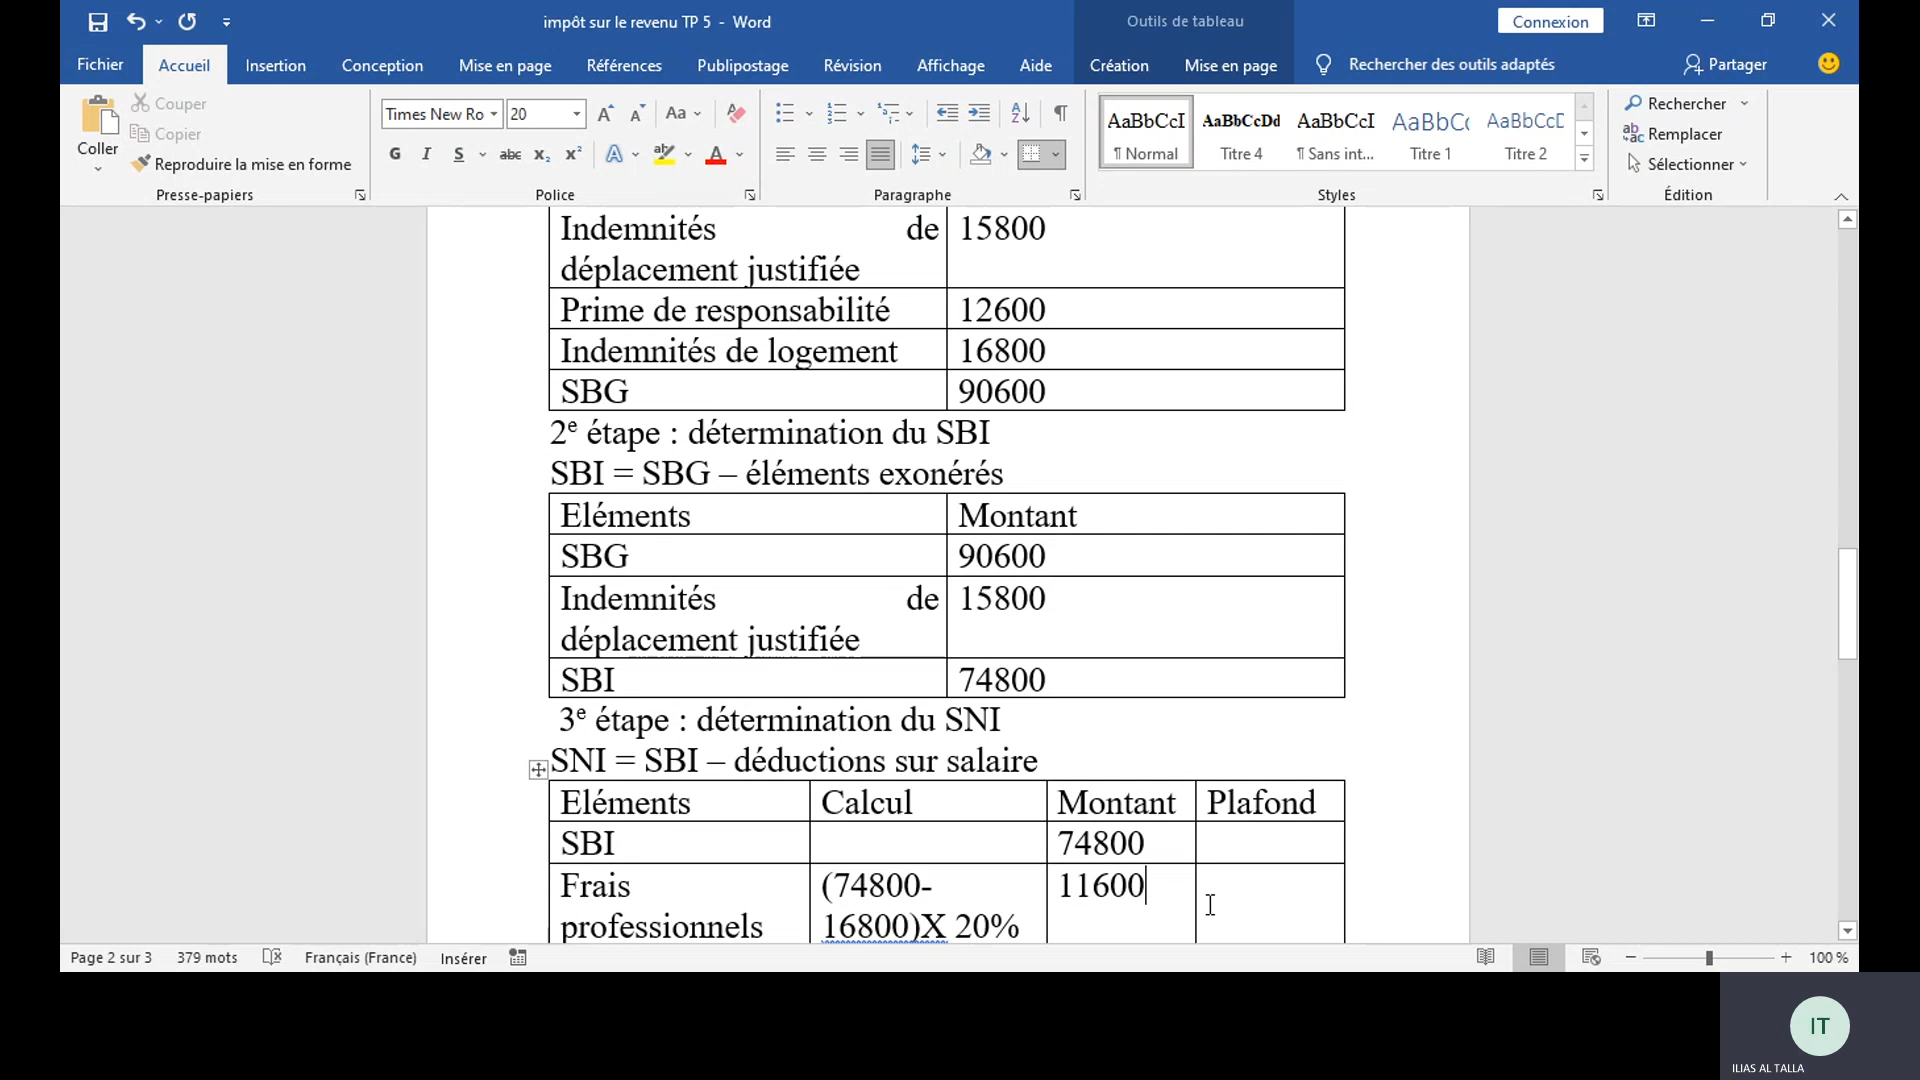 impôt sur le revenu TP 5 - Word
Outils de tableau
Connexion
Fichier Accueil Insertion Conception Mise en page Références Publipostage Révision Affichage Aide Création Mise en page Rechercher des outils adaptés Partager
Coller
Couper
Copier
Reproduire la mise en forme
Presse-papiers
Times New Ro 20
Aa
G I S abc x₂ x² A A
Police
Paragraphe
AaBbCcI AaBbCcDd AaBbCcI AaBbCc AaBbCcD
¶ Normal Titre 4 ¶ Sans int... Titre 1 Titre 2
Styles
Rechercher
Remplacer
Sélectionner
Édition
Indemnités de 15800
déplacement justifiée
Prime de responsabilité 12600
Indemnités de logement 16800
SBG 90600
2e étape : détermination du SBI
SBI = SBG – éléments exonérés
Eléments Montant
SBG 90600
Indemnités de 15800
déplacement justifiée
SBI 74800
3e étape : détermination du SNI
SNI = SBI – déductions sur salaire
Eléments Calcul Montant Plafond
SBI 74800
Frais (74800- 11600
professionnels 16800)X 20%
Page 2 sur 3 379 mots Français (France) Insérer 100 %
IT
ILIAS AL TALLA